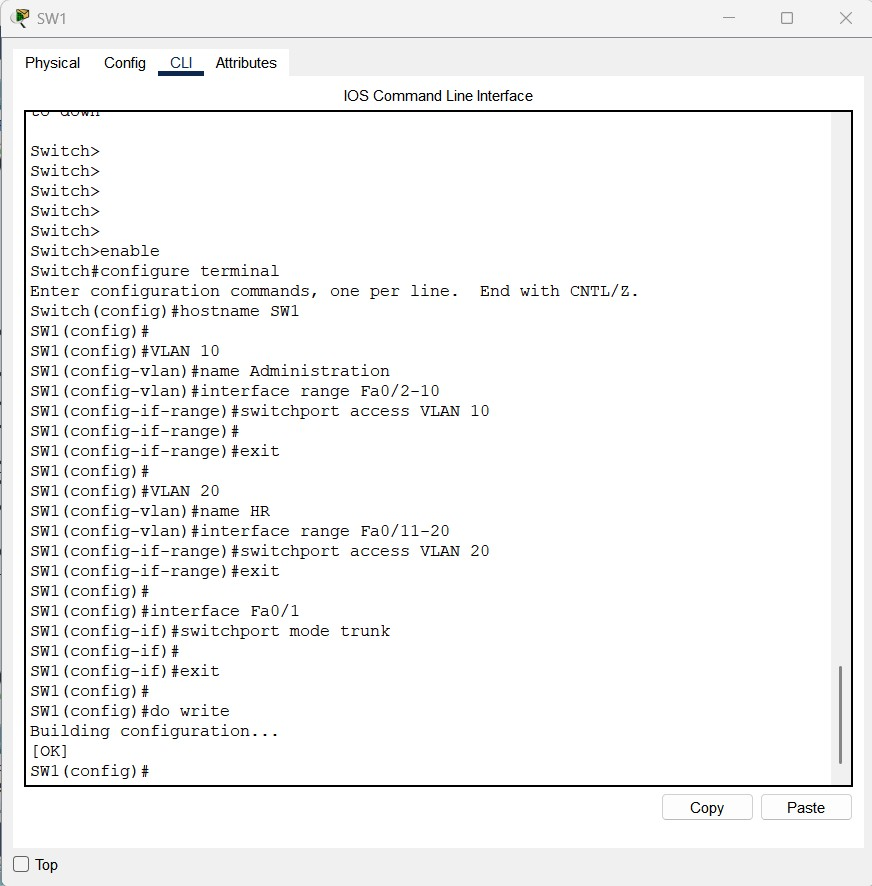 SW1
Physical Config CLI Attributes
IOS Command Line Interface
to down
Switch>
Switch>
Switch>
Switch>
Switch>
Switch>enable
Switch#configure terminal
Enter configuration commands, one per line.  End with CNTL/Z.
Switch(config)#hostname SW1
SW1(config)#
SW1(config)#VLAN 10
SW1(config-vlan)#name Administration
SW1(config-vlan)#interface range Fa0/2-10
SW1(config-if-range)#switchport access VLAN 10
SW1(config-if-range)#
SW1(config-if-range)#exit
SW1(config)#
SW1(config)#VLAN 20
SW1(config-vlan)#name HR
SW1(config-vlan)#interface range Fa0/11-20
SW1(config-if-range)#switchport access VLAN 20
SW1(config-if-range)#exit
SW1(config)#
SW1(config)#interface Fa0/1
SW1(config-if)#switchport mode trunk
SW1(config-if)#
SW1(config-if)#exit
SW1(config)#
SW1(config)#do write
Building configuration...
[OK]
SW1(config)#
Copy Paste
Top